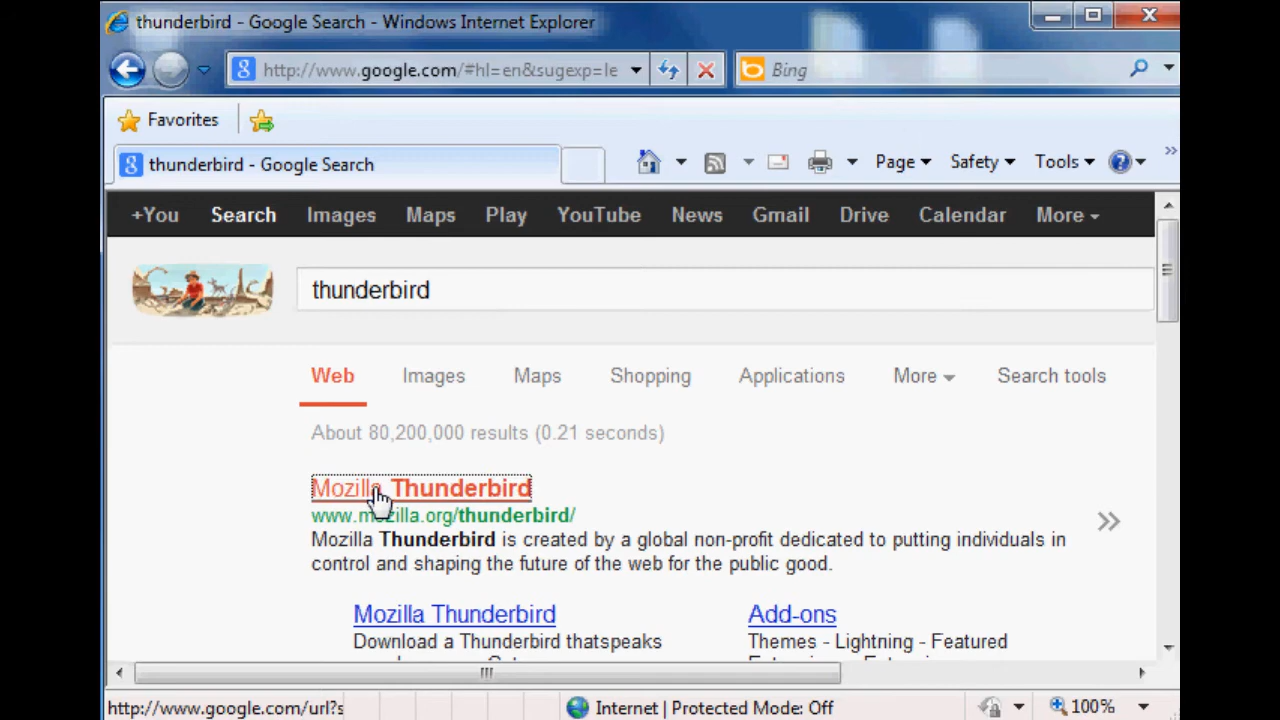 thunderbird - Google Search - Windows Internet Explorer
http://www.google.com/#hl=en&sugexp=le
Bing
Favorites
thunderbird - Google Search
Page Safety Tools
+You Search Images Maps Play YouTube News Gmail Drive Calendar More
thunderbird
Web Images Maps Shopping Applications More Search tools
About 80,200,000 results (0.21 seconds)
Mozilla Thunderbird
www.mozilla.org/thunderbird/
Mozilla Thunderbird is created by a global non-profit dedicated to putting individuals in
control and shaping the future of the web for the public good.
Mozilla Thunderbird Add-ons
Download a Thunderbird thatspeaks Themes - Lightning - Featured
http://www.google.com/url?s Internet | Protected Mode: Off 100%